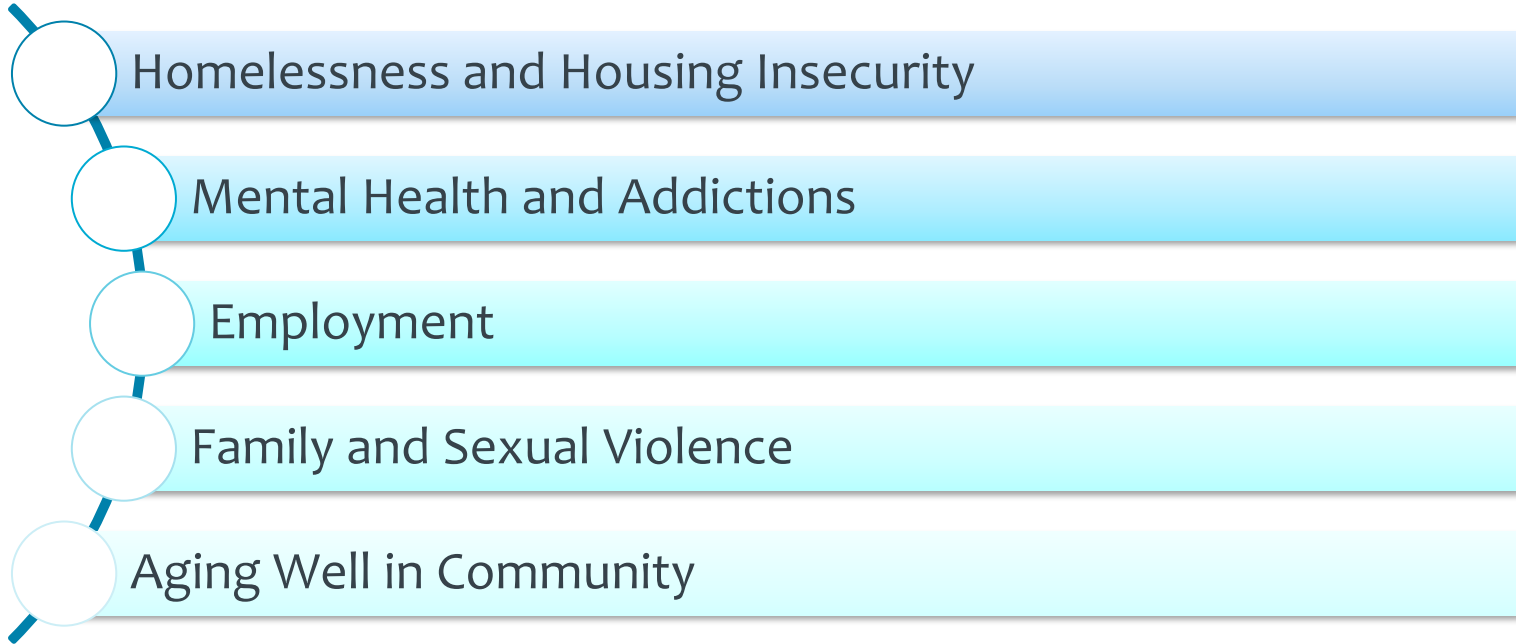 Homelessness and Housing Insecurity
Mental Health and Addictions
Employment
Family and Sexual Violence
Aging Well in Community